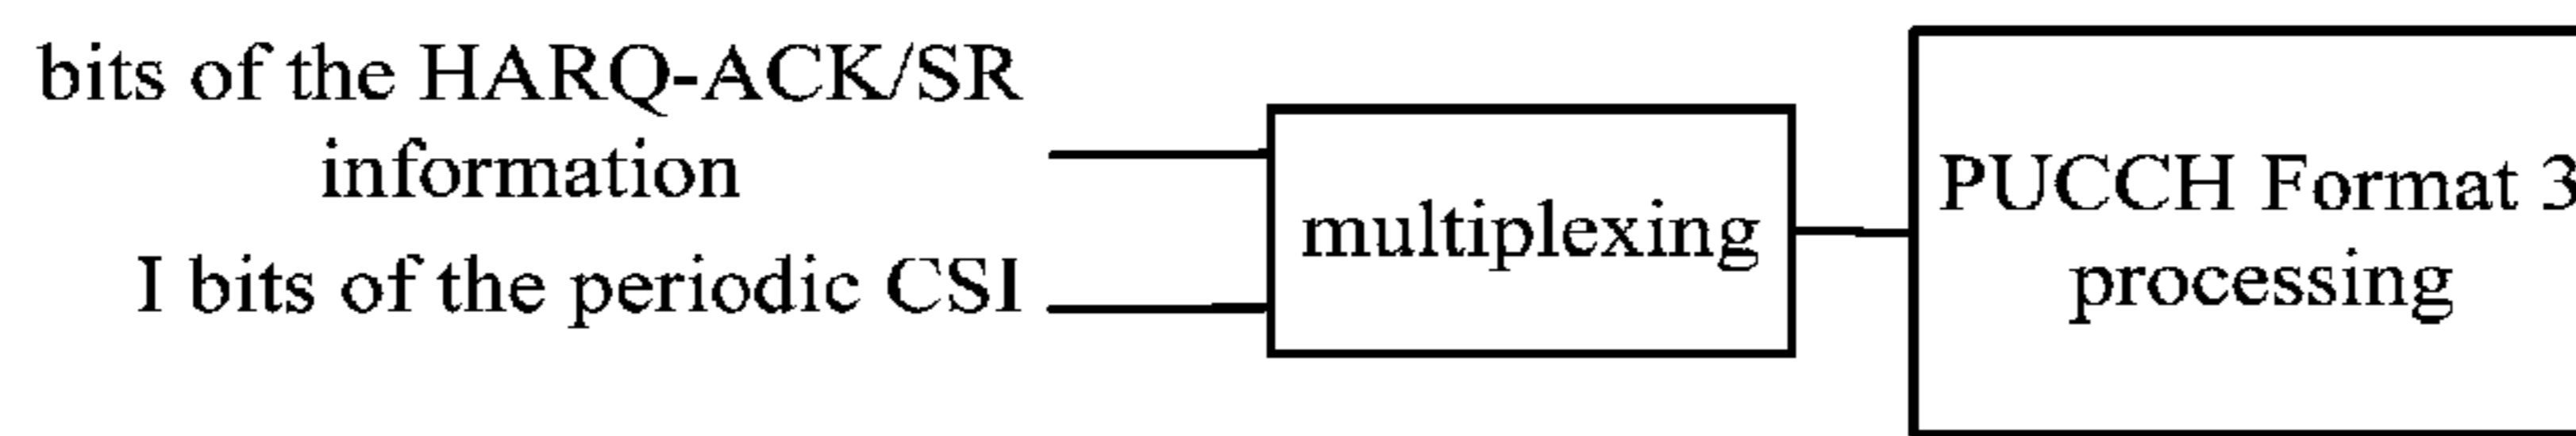 bits of the HARQ-ACK/SR
information
I bits of the periodic CSI
multiplexing
PUCCH Format 3
processing